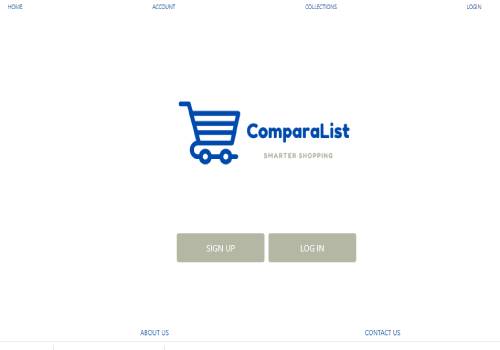 HOME ACCOUNT COLLECTIONS LOGIN
ComparaList
SMARTER SHOPPING
SIGN UP LOG IN
ABOUT US CONTACT US